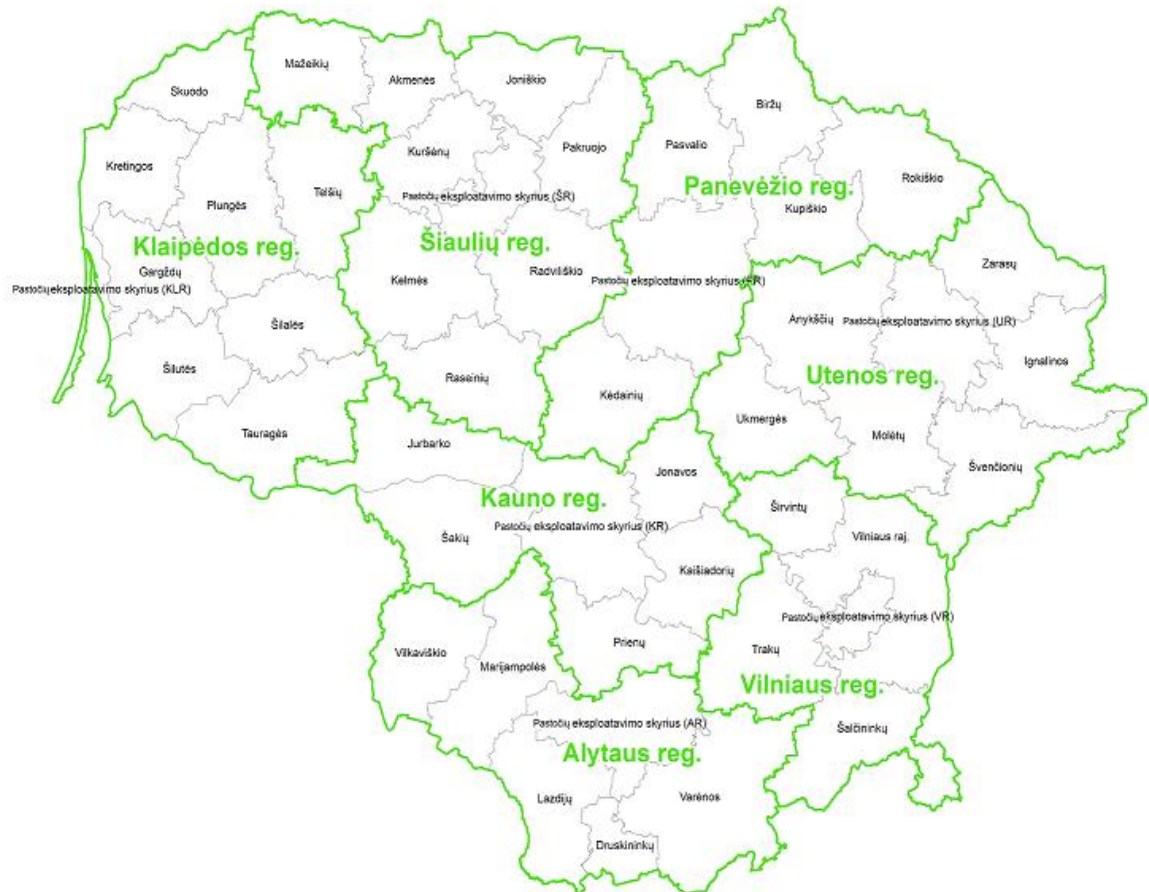 Mažeikių
Akmenės
Joniškio
Skuodo
Biržų
Kuršėnų
Pakruojo
Pasvalio
Kretingos
Telšių
Rokiškio
Panevėžio reg.
Pastočių eksploatavimo skyrius (ŠR)
Plungės
Kupiškio
Klaipėdos reg.
Šiaulių reg.
Zarasų
Gargždų
Radviliškio
Kelmės
Pastočių eksploatavimo skyrius (KLR)
Anykščių
Pastočių eksploatavimo skyrius (UR)
Šilalės
Ignalinos
Šilutės
Raseinių
Utenos reg.
Kėdainių
Ukmergės
Tauragės
Molėtų
Jurbarko
Švenčionių
Jonavos
Kauno reg.
Širvintų
Pastočių eksploatavimo skyrius (KR)
Šakių
Vilniaus raj.
Kaišiadorių
Pastočių eksploatavimo skyrius (VR)
Prienų
Trakų
Vilkaviškio
Marijampolės
Vilniaus reg.
Pastočių eksploatavimo skyrius (AR)
Šalčininkų
Alytaus reg.
Lazdijų
Varėnos
Druskininkų